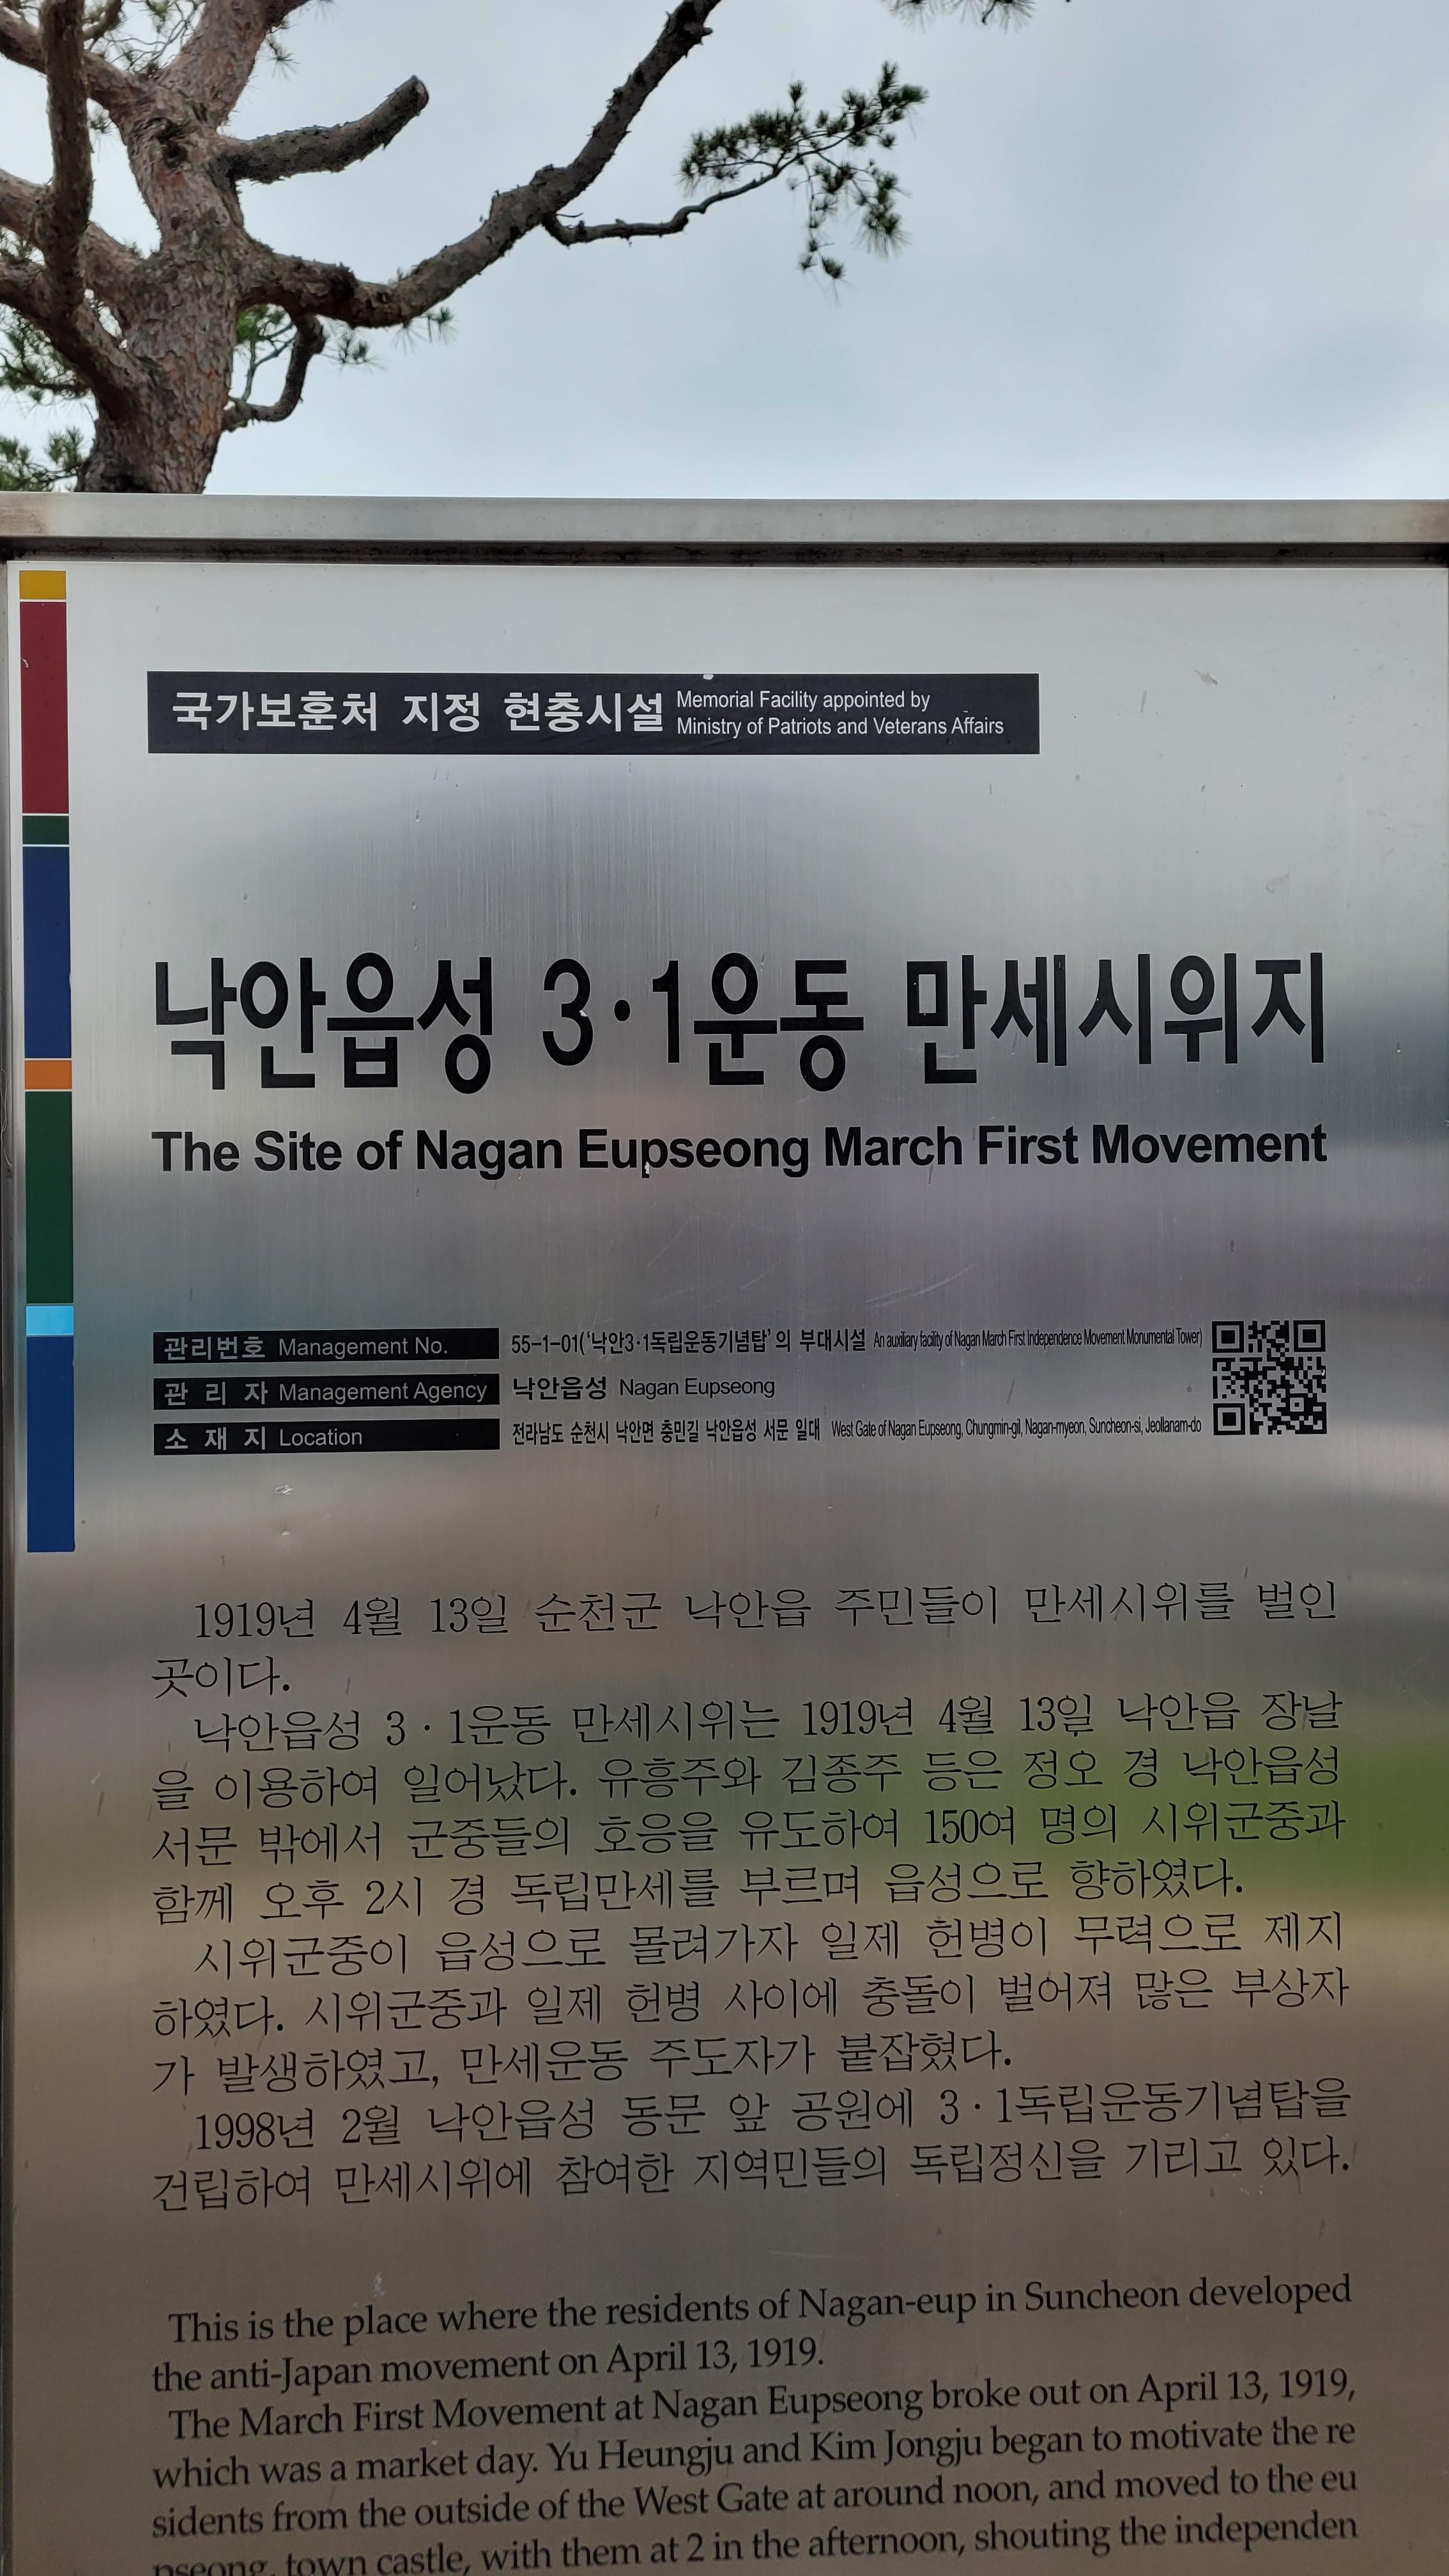 국가보훈처 지정 현충시설 Memorial Facility appointed by
Ministry of Patriots and Veterans Affairs
낙안읍성 3·1운동 만세시위지
The Site of Nagan Eupseong March First Movement
관리번호 Management No. 55-1-01('낙안3·1독립운동기념탑'의 부대시설 An auxiliary facility of Nagan March First Independence Movement Monumental Tower)
관 리 자 Management Agency 낙안읍성 Nagan Eupseong
소 재 지 Location 전라남도 순천시 낙안면 충민길 낙안읍성 서문 일대 West Gate of Nagan Eupseong, Chungmin-gil, Nagan-myeon, Suncheon-si, Jeollanam-do
1919년 4월 13일 순천군 낙안읍 주민들이 만세시위를 벌인
곳이다.
낙안읍성 3·1운동 만세시위는 1919년 4월 13일 낙안읍 장날
을 이용하여 일어났다. 유흥주와 김종주 등은 정오 경 낙안읍성
서문 밖에서 군중들의 호응을 유도하여 150여 명의 시위군중과
함께 오후 2시 경 독립만세를 부르며 읍성으로 향하였다.
시위군중이 읍성으로 몰려가자 일제 헌병이 무력으로 제지
하였다. 시위군중과 일제 헌병 사이에 충돌이 벌어져 많은 부상자
가 발생하였고, 만세운동 주도자가 붙잡혔다.
1998년 2월 낙안읍성 동문 앞 공원에 3·1독립운동기념탑을
건립하여 만세시위에 참여한 지역민들의 독립정신을 기리고 있다.
This is the place where the residents of Nagan-eup in Suncheon developed
the anti-Japan movement on April 13, 1919.
The March First Movement at Nagan Eupseong broke out on April 13, 1919,
which was a market day. Yu Heungju and Kim Jongju began to motivate the re
sidents from the outside of the West Gate at around noon, and moved to the eu
pseong, town castle, with them at 2 in the afternoon, shouting the independen